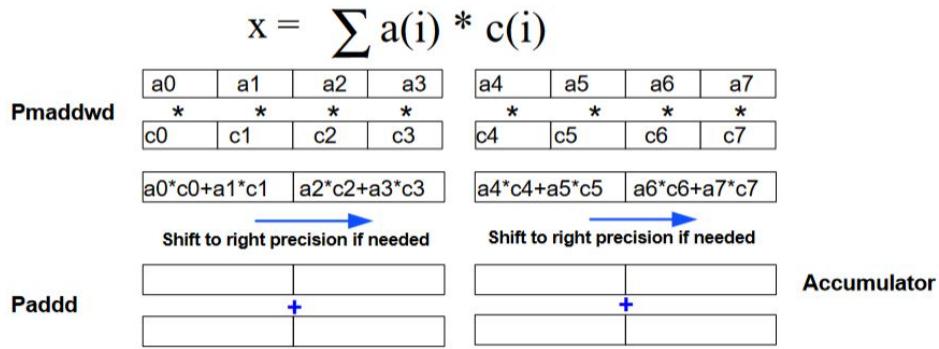 x = ∑ a(i) * c(i)
a0 a1 a2 a3 a4 a5 a6 a7
Pmaddwd * * * * * * * *
c0 c1 c2 c3 c4 c5 c6 c7
a0*c0+a1*c1 a2*c2+a3*c3 a4*c4+a5*c5 a6*c6+a7*c7
Shift to right precision if needed Shift to right precision if needed
Accumulator
Paddd + +